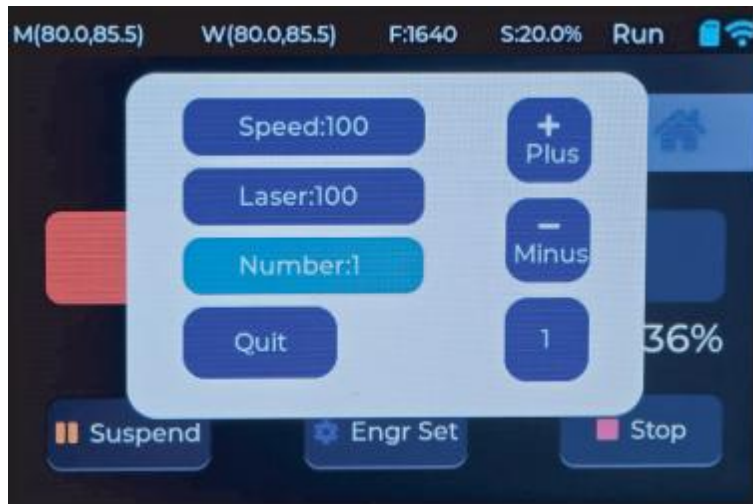 M(80.0,85.5) W(80.0,85.5) F:1640 S:20.0% Run
Speed:100
+
Plus
Laser:100
−
Minus
Number:1
Quit
1
36%
Suspend
Engr Set
Stop